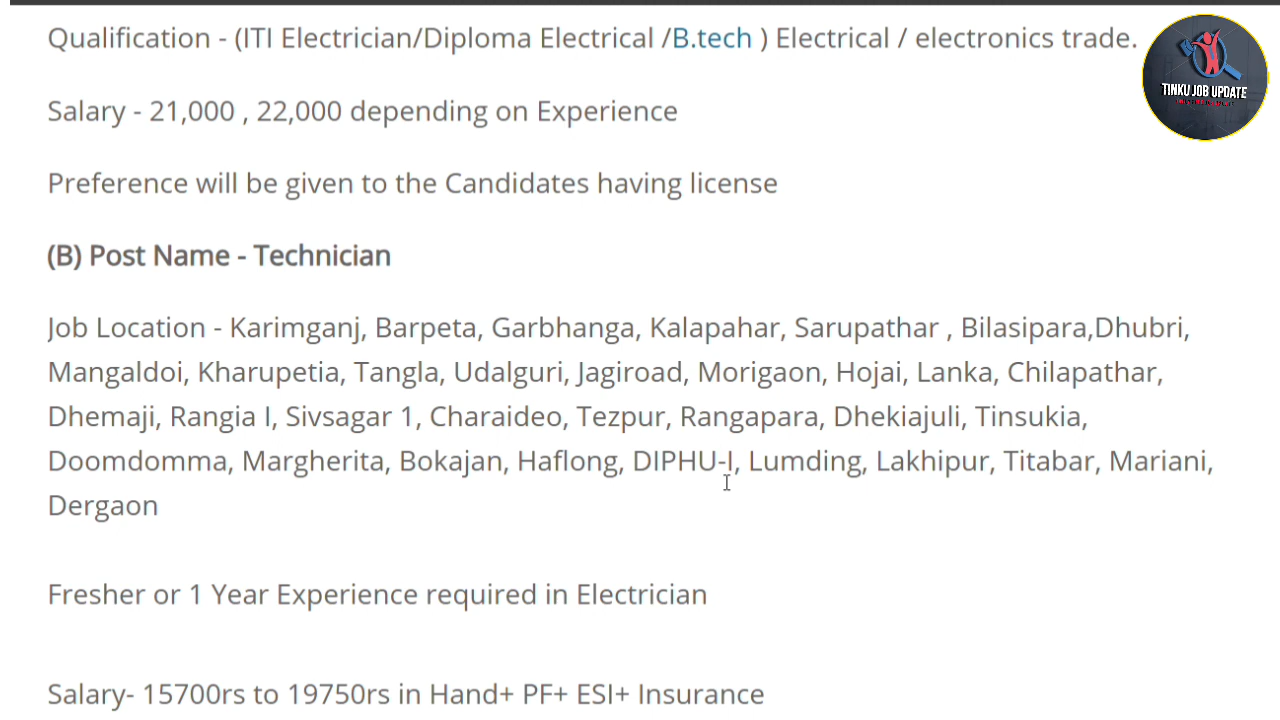 Qualification - (ITI Electrician/Diploma Electrical /B.tech ) Electrical / electronics trade.
TINKU JOB UPDATE
Salary - 21,000 , 22,000 depending on Experience
Preference will be given to the Candidates having license
(B) Post Name - Technician
Job Location - Karimganj, Barpeta, Garbhanga, Kalapahar, Sarupathar , Bilasipara,Dhubri,
Mangaldoi, Kharupetia, Tangla, Udalguri, Jagiroad, Morigaon, Hojai, Lanka, Chilapathar,
Dhemaji, Rangia I, Sivsagar 1, Charaideo, Tezpur, Rangapara, Dhekiajuli, Tinsukia,
Doomdomma, Margherita, Bokajan, Haflong, DIPHU-I, Lumding, Lakhipur, Titabar, Mariani,
Dergaon
Fresher or 1 Year Experience required in Electrician
Salary- 15700rs to 19750rs in Hand+ PF+ ESI+ Insurance